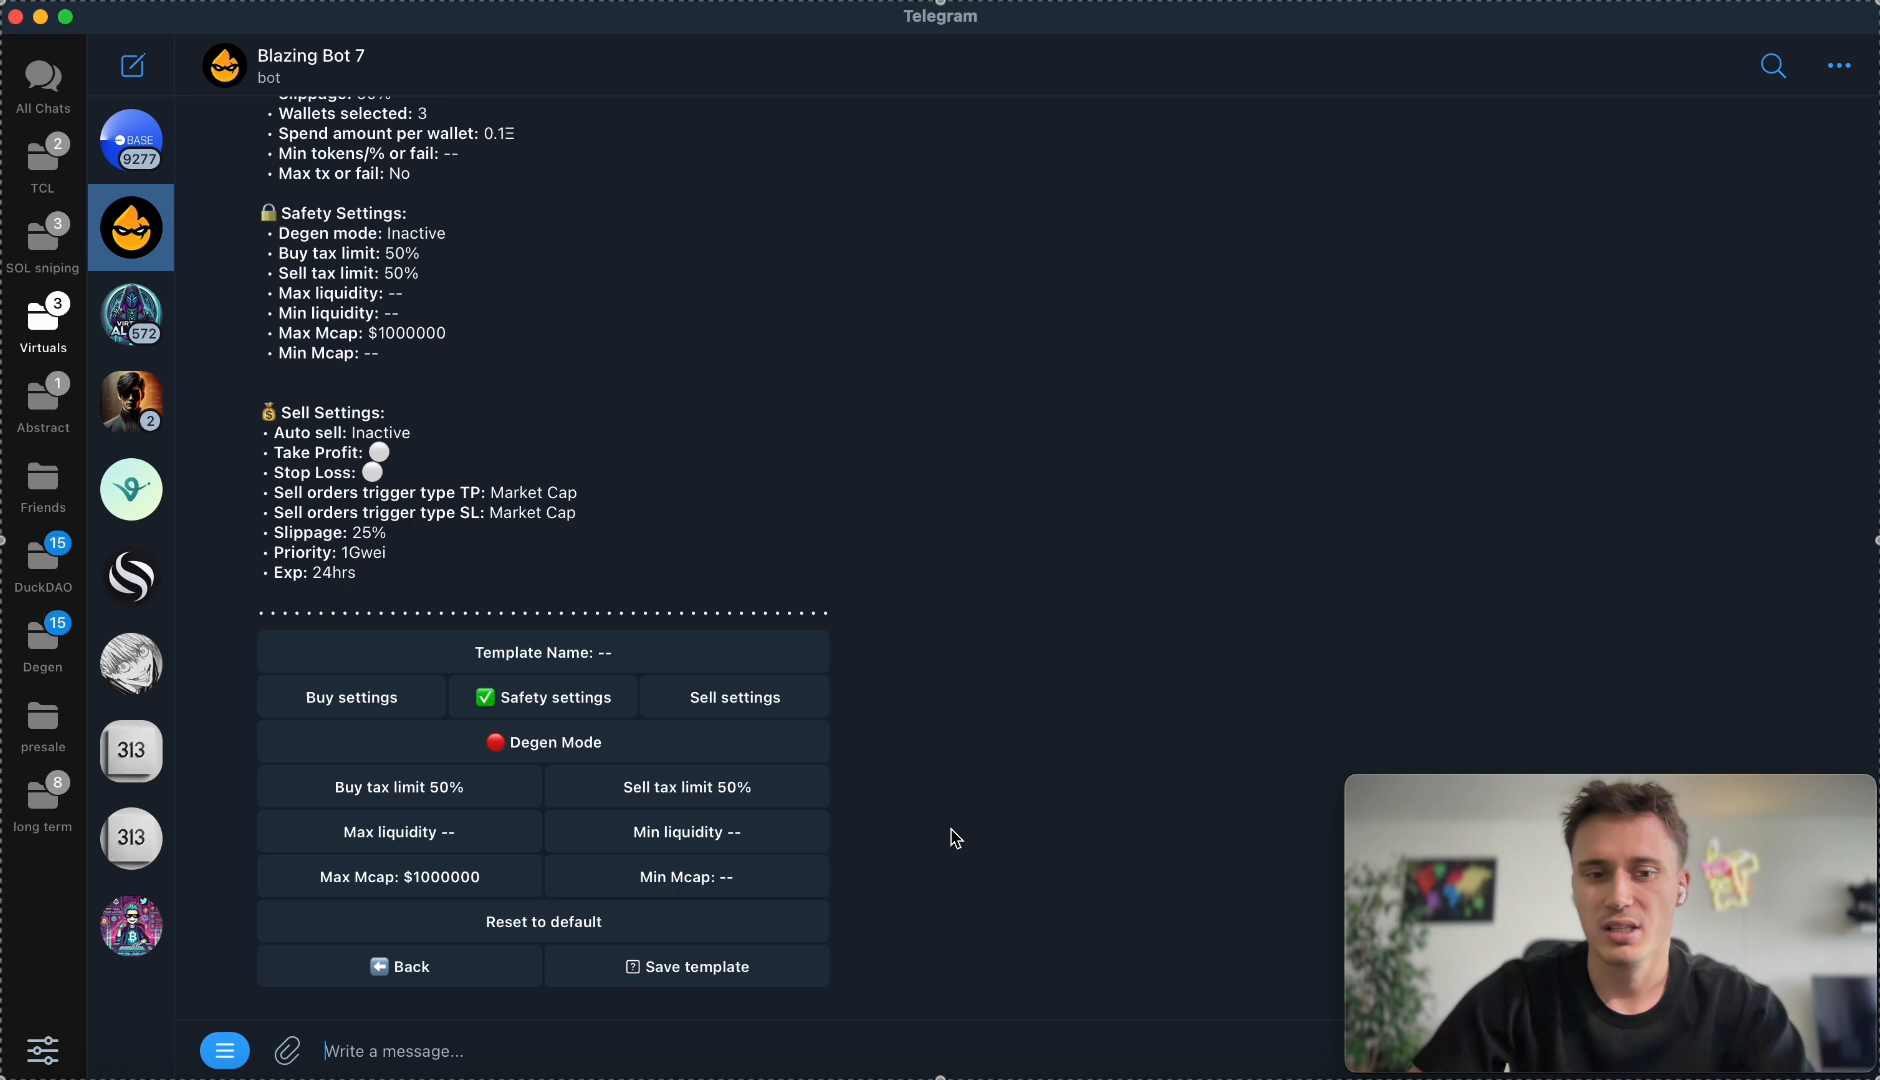 Telegram
All Chats
2
TCL
3
SOL sniping
3
Virtuals
1
Abstract
Friends
15
DuckDAO
15
Degen
presale
8
long term
BASE
9277
572
2
313
313
Blazing Bot 7
bot
• Wallets selected: 3
• Spend amount per wallet: 0.1Ξ
• Min tokens/% or fail: --
• Max tx or fail: No
🔒 Safety Settings:
• Degen mode: Inactive
• Buy tax limit: 50%
• Sell tax limit: 50%
• Max liquidity: --
• Min liquidity: --
• Max Mcap: $1000000
• Min Mcap: --
💰 Sell Settings:
• Auto sell: Inactive
• Take Profit: ⚪
• Stop Loss: ⚪
• Sell orders trigger type TP: Market Cap
• Sell orders trigger type SL: Market Cap
• Slippage: 25%
• Priority: 1Gwei
• Exp: 24hrs
Template Name: --
Buy settings
✅ Safety settings
Sell settings
🔴 Degen Mode
Buy tax limit 50%
Sell tax limit 50%
Max liquidity --
Min liquidity --
Max Mcap: $1000000
Min Mcap: --
Reset to default
⬅️ Back
Save template
Write a message...